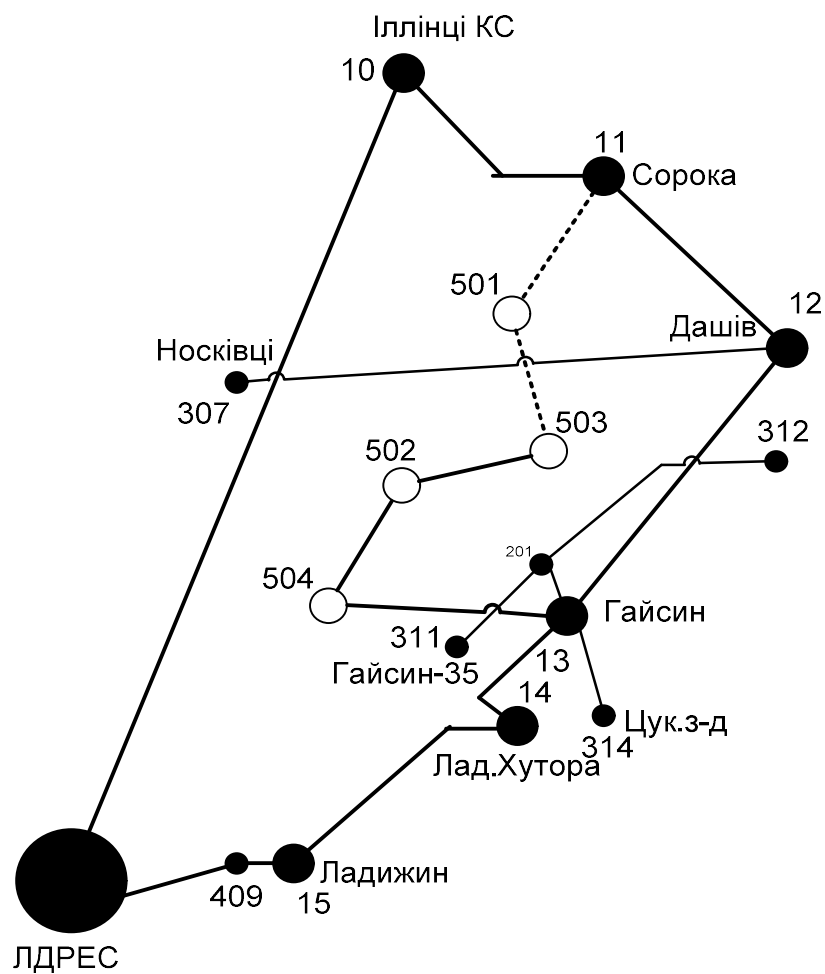 Іллінці КС
10
11
Сорока
501
12
Дашів
Носківці
307
503
312
502
201
504
Гайсин
311
Гайсин-35
13
14
Цук.з-д
314
Лад.Хутора
Ладижин
409
15
ЛДРЕС